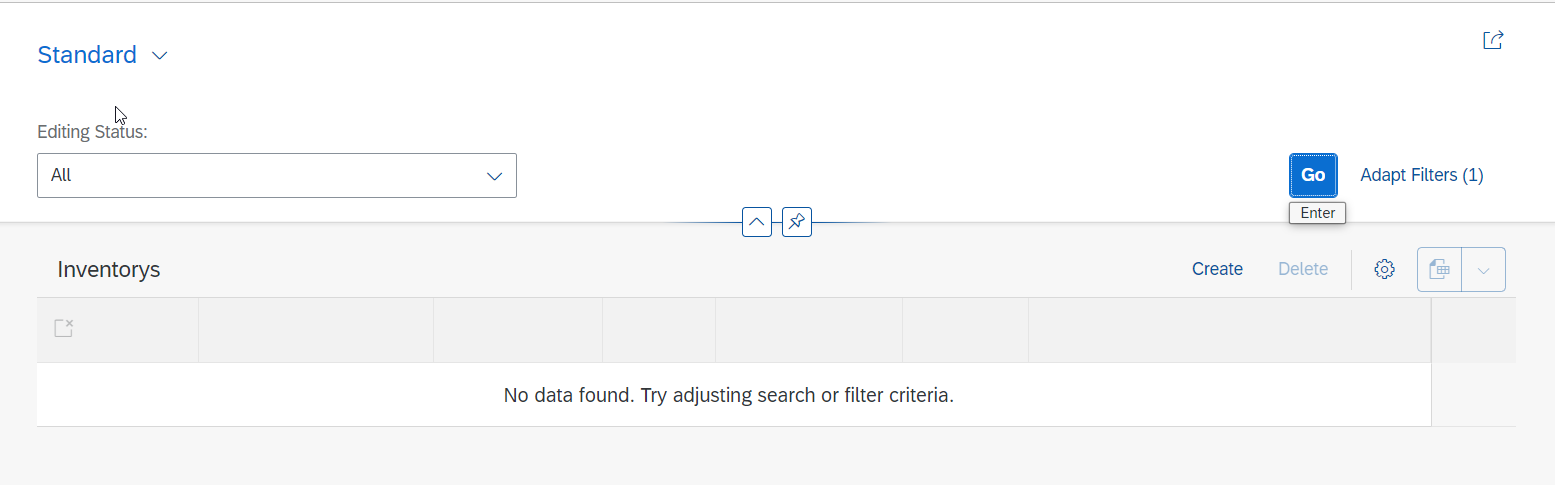 Standard
Editing Status:
All
Go
Adapt Filters (1)
Enter
Inventorys
Create
Delete
No data found. Try adjusting search or filter criteria.